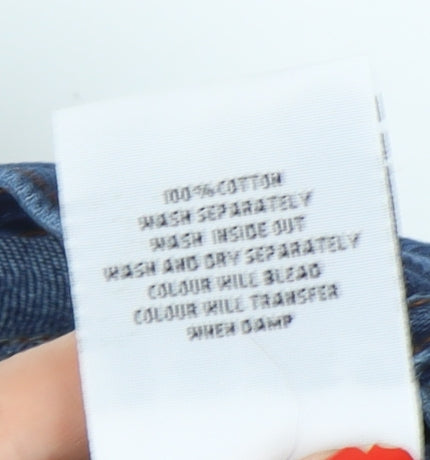 100% COTTON
WASH SEPARATELY
WASH INSIDE OUT
WASH AND DRY SEPARATELY
COLOUR WILL BLEAD
COLOUR WILL TRANSFER
WHEN DAMP